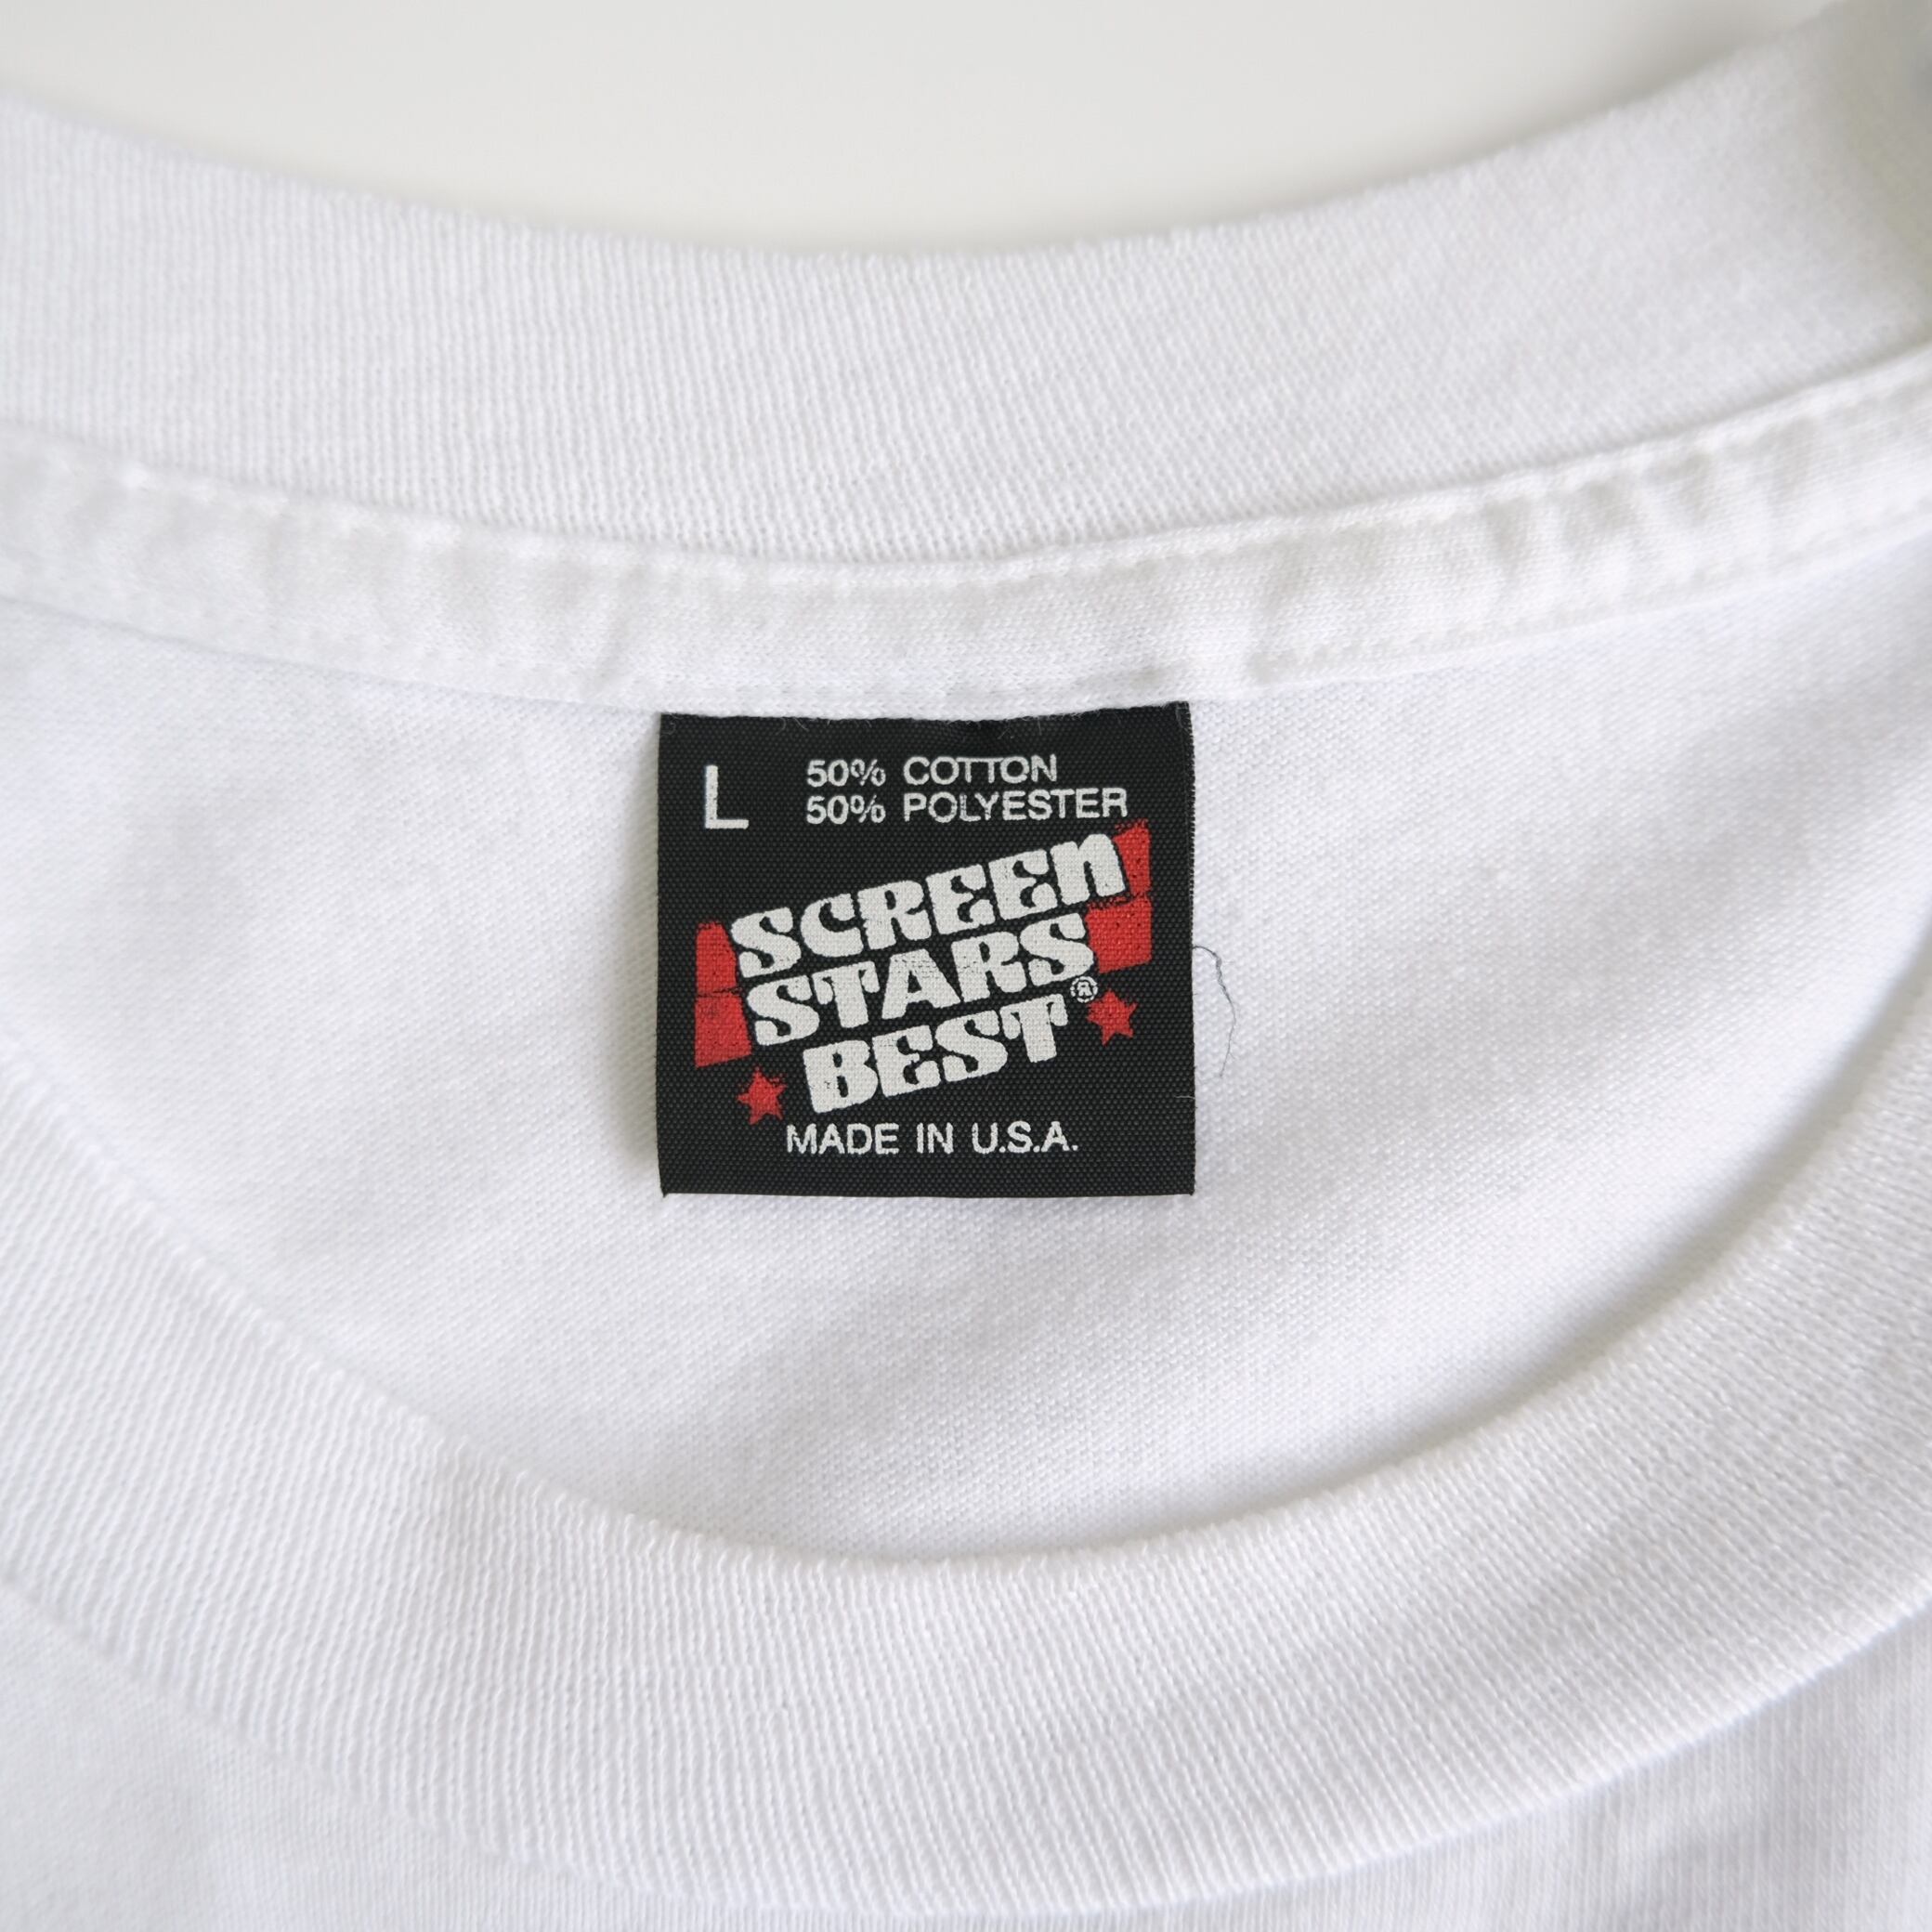 L
50% COTTON
50% POLYESTER
SCREEN
STARS
BEST®
MADE IN U.S.A.